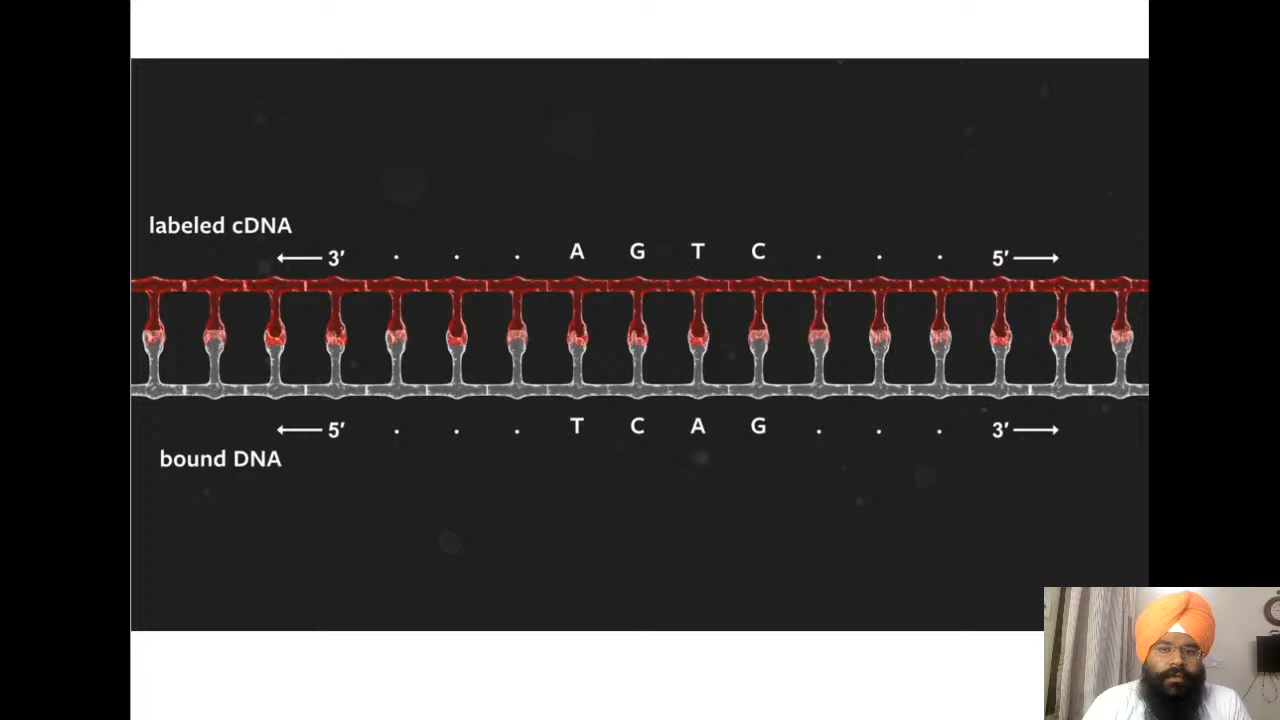 labeled cDNA
← 3′ . . . A G T C . . . 5′ →
← 5′ . . . T C A G . . . 3′ →
bound DNA